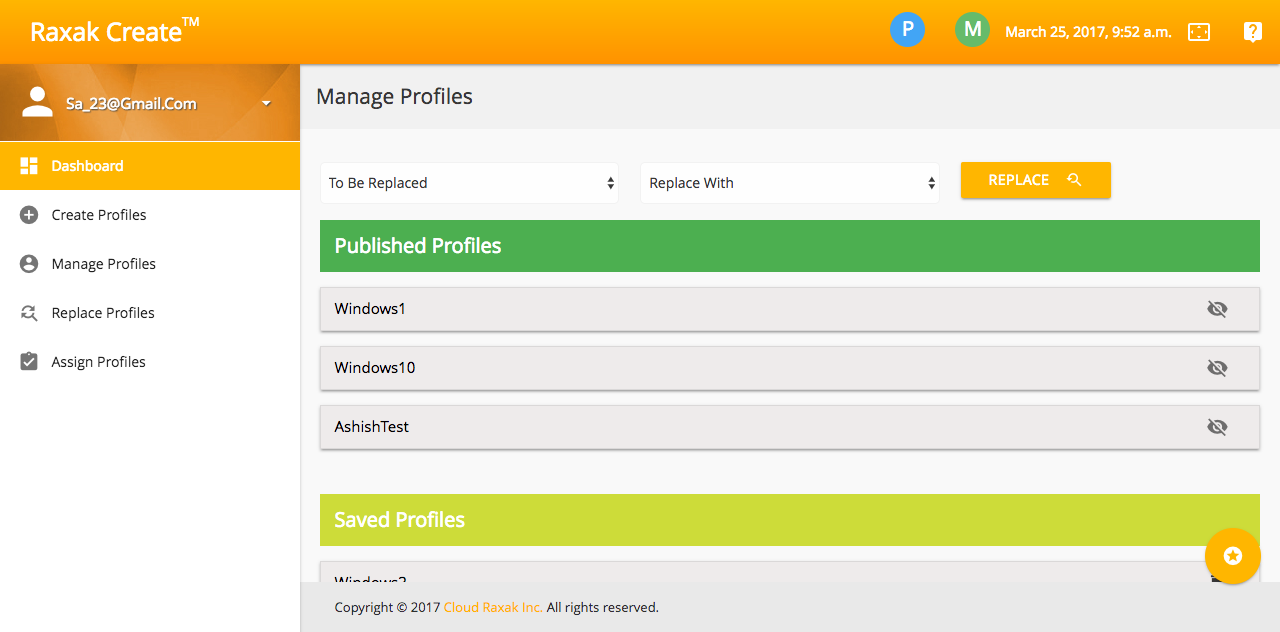 Raxak Create™
P
M
March 25, 2017, 9:52 a.m.
Sa_23@Gmail.Com
Dashboard
Create Profiles
Manage Profiles
Replace Profiles
Assign Profiles
Manage Profiles
To Be Replaced
Replace With
REPLACE
Published Profiles
Windows1
Windows10
AshishTest
Saved Profiles
Copyright © 2017 Cloud Raxak Inc. All rights reserved.